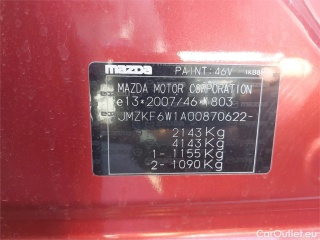 mazda PAINT:46V
MAZDA MOTOR CORPORATION
*e13*2007/46*1803
JMZKF6W1A00870622-
2143Kg
4143Kg
1- 1155Kg
2- 1090Kg
CarOutlet.eu